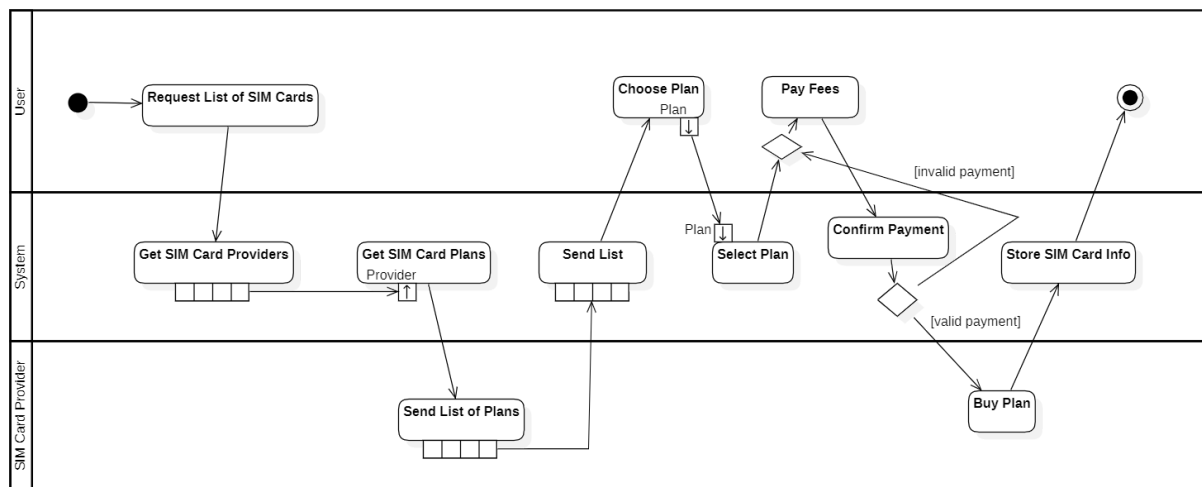 User
Request List of SIM Cards
Choose Plan
Plan
Pay Fees
[invalid payment]
System
Get SIM Card Providers
Get SIM Card Plans
Provider
Send List
Plan
Select Plan
Confirm Payment
Store SIM Card Info
[valid payment]
SIM Card Provider
Send List of Plans
Buy Plan